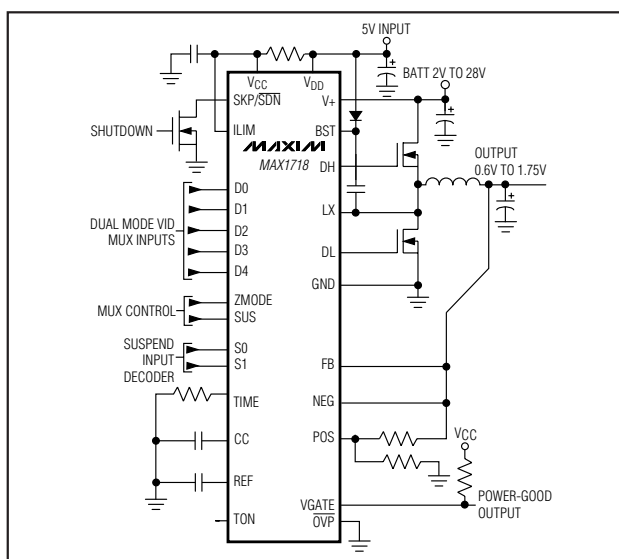 5V INPUT
BATT 2V TO 28V
VCC
VDD
SKP/SDN
V+
SHUTDOWN
ILIM
BST
MAXIM
MAX1718
DH
OUTPUT
0.6V TO 1.75V
D0
D1
LX
DUAL MODE VID
MUX INPUTS
D2
D3
DL
D4
GND
MUX CONTROL
ZMODE
SUS
SUSPEND
INPUT
DECODER
S0
S1
FB
TIME
NEG
CC
POS
VCC
REF
VGATE
POWER-GOOD
OUTPUT
TON
OVP
+
+
+